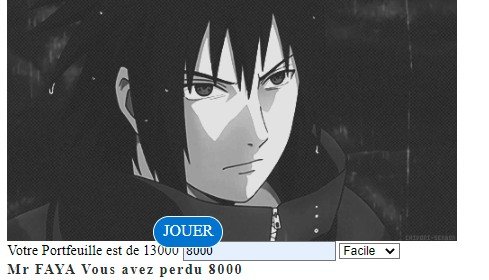 JOUER
Votre Portfeuille est de 13000 8000 Facile
Mr FAYA Vous avez perdu 8000